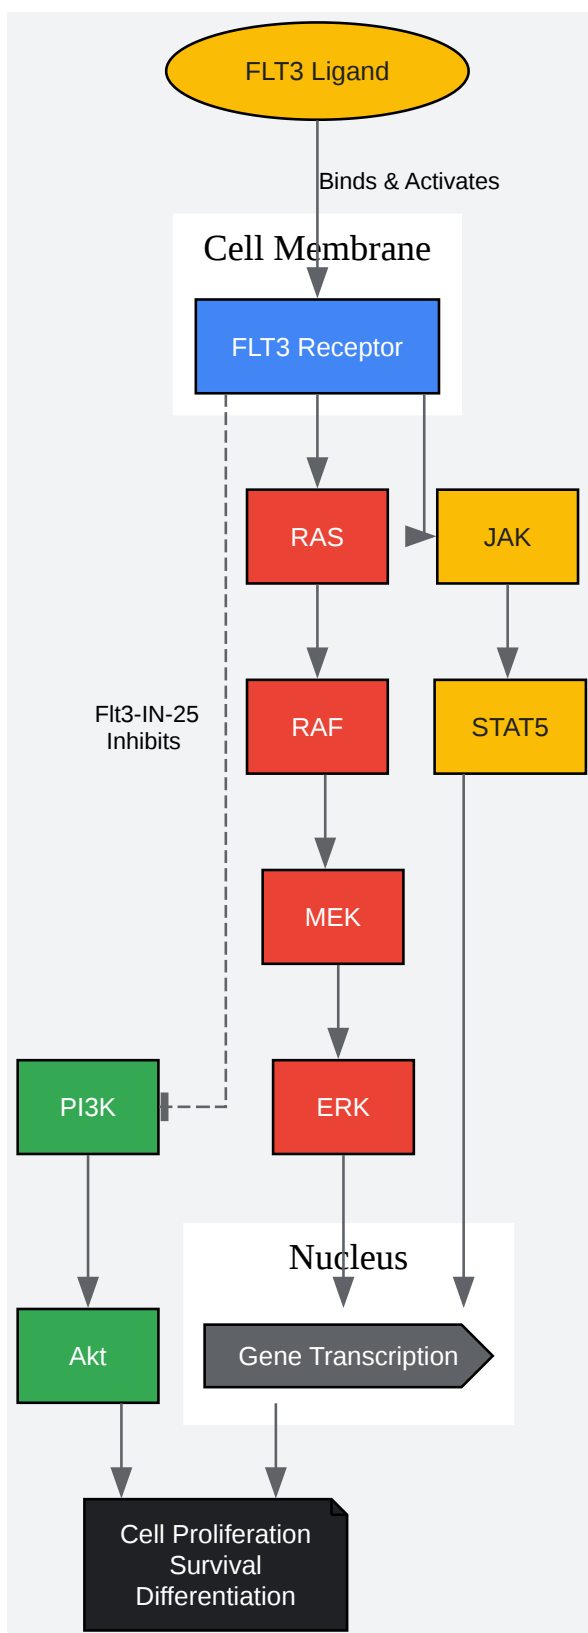 FLT3 Ligand
Binds & Activates
Cell Membrane
FLT3 Receptor
RAS
JAK
Flt3-IN-25
Inhibits
RAF
STAT5
MEK
PI3K
ERK
Nucleus
Akt
Gene Transcription
Cell Proliferation
Survival
Differentiation